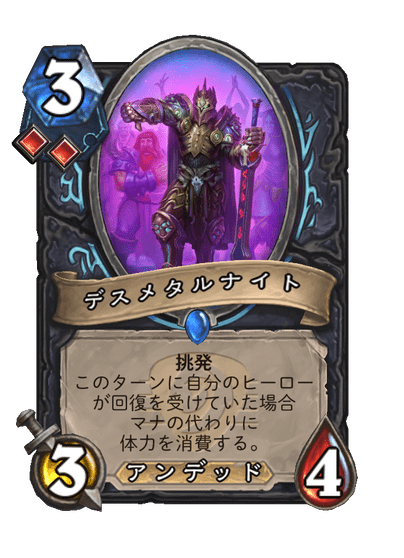 3
デスメタルナイト
挑発
このターンに自分のヒーロー
が回復を受けていた場合
マナの代わりに
体力を消費する。
3
アンデッド
4